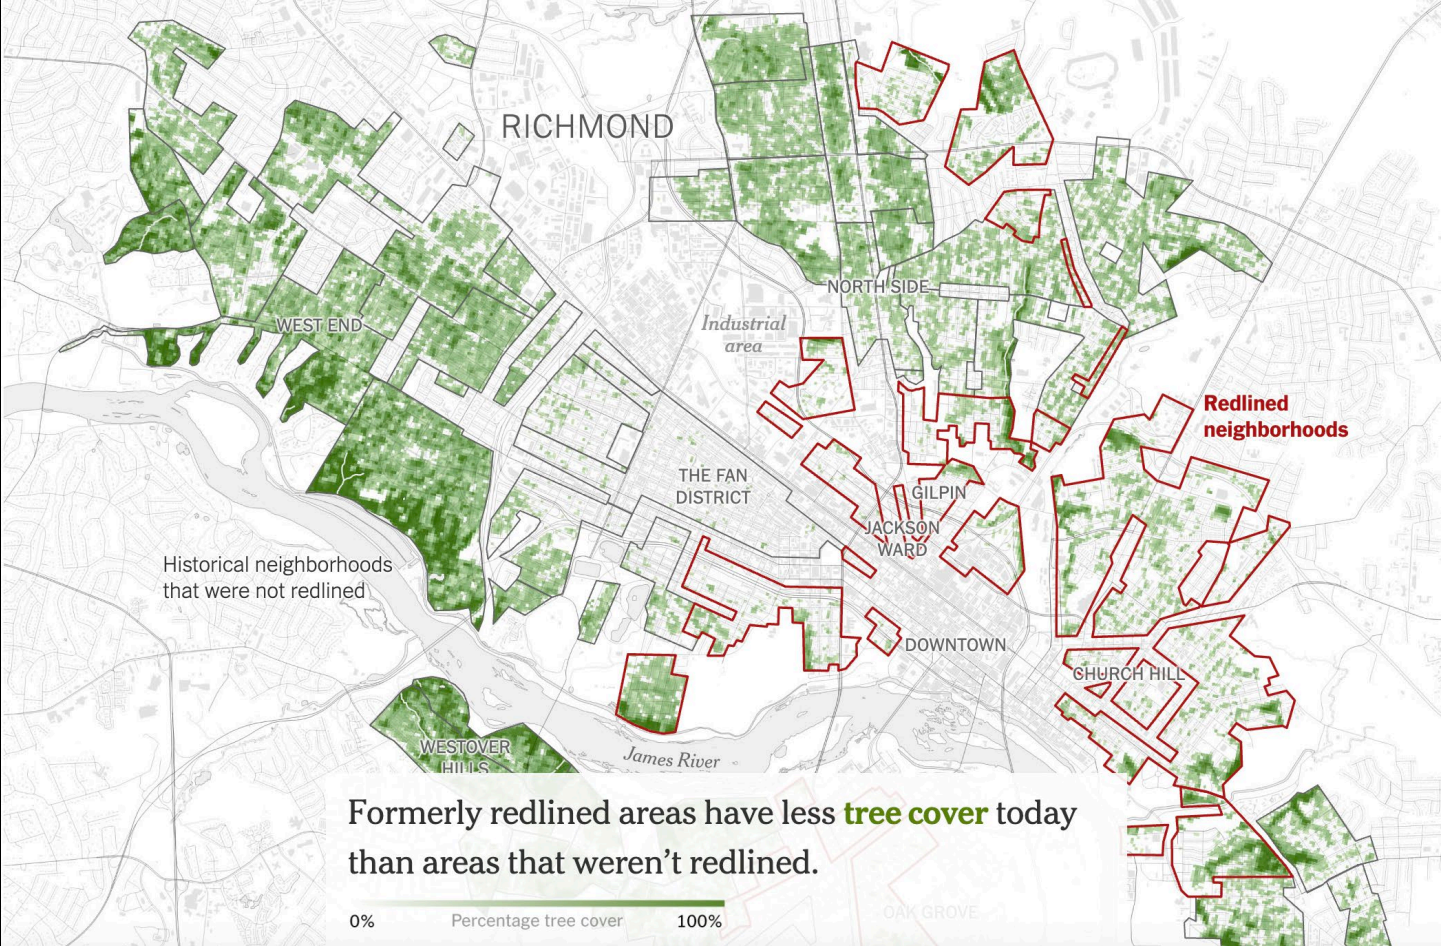 RICHMOND
NORTH SIDE
Industrial
area
WEST END
Redlined
neighborhoods
THE FAN
DISTRICT
GILPIN
JACKSON
WARD
Historical neighborhoods
that were not redlined
DOWNTOWN
CHURCH HILL
WESTOVER
HILLS
James River
Formerly redlined areas have less tree cover today
than areas that weren’t redlined.
0% Percentage tree cover 100%
OAK GROVE